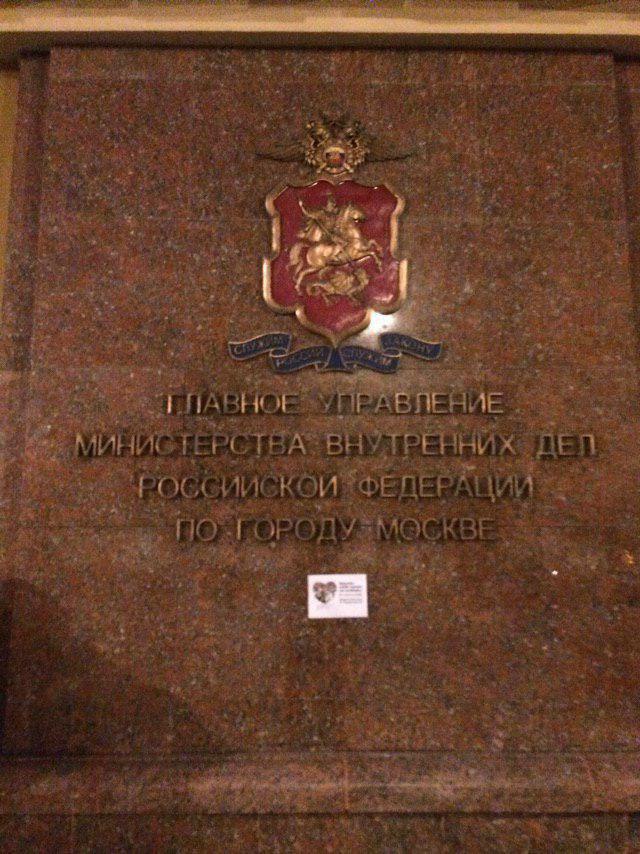 СЛУЖИМ РОССИИ СЛУЖИМ ЗАКОНУ
ГЛАВНОЕ УПРАВЛЕНИЕ
МИНИСТЕРСТВА ВНУТРЕННИХ ДЕЛ
РОССИЙСКОЙ ФЕДЕРАЦИИ
ПО ГОРОДУ МОСКВЕ